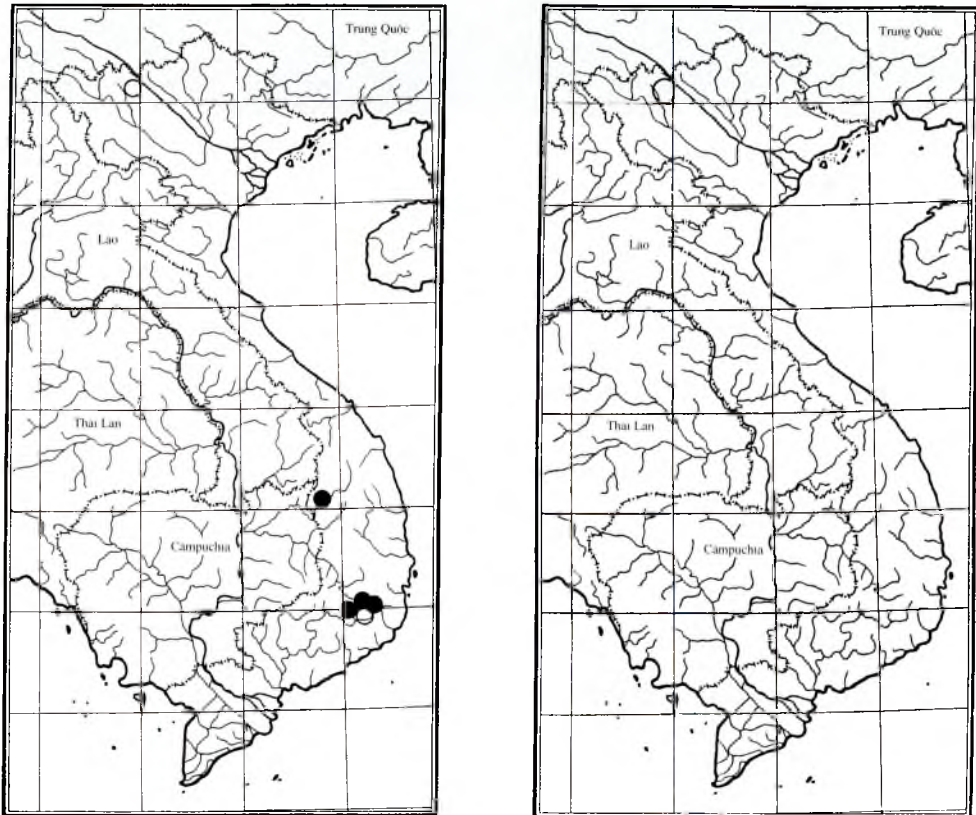 Trung Quốc
Lao
Thai Lan
Campuchia
Trung Quốc
Lao
Thai Lan
Campuchia